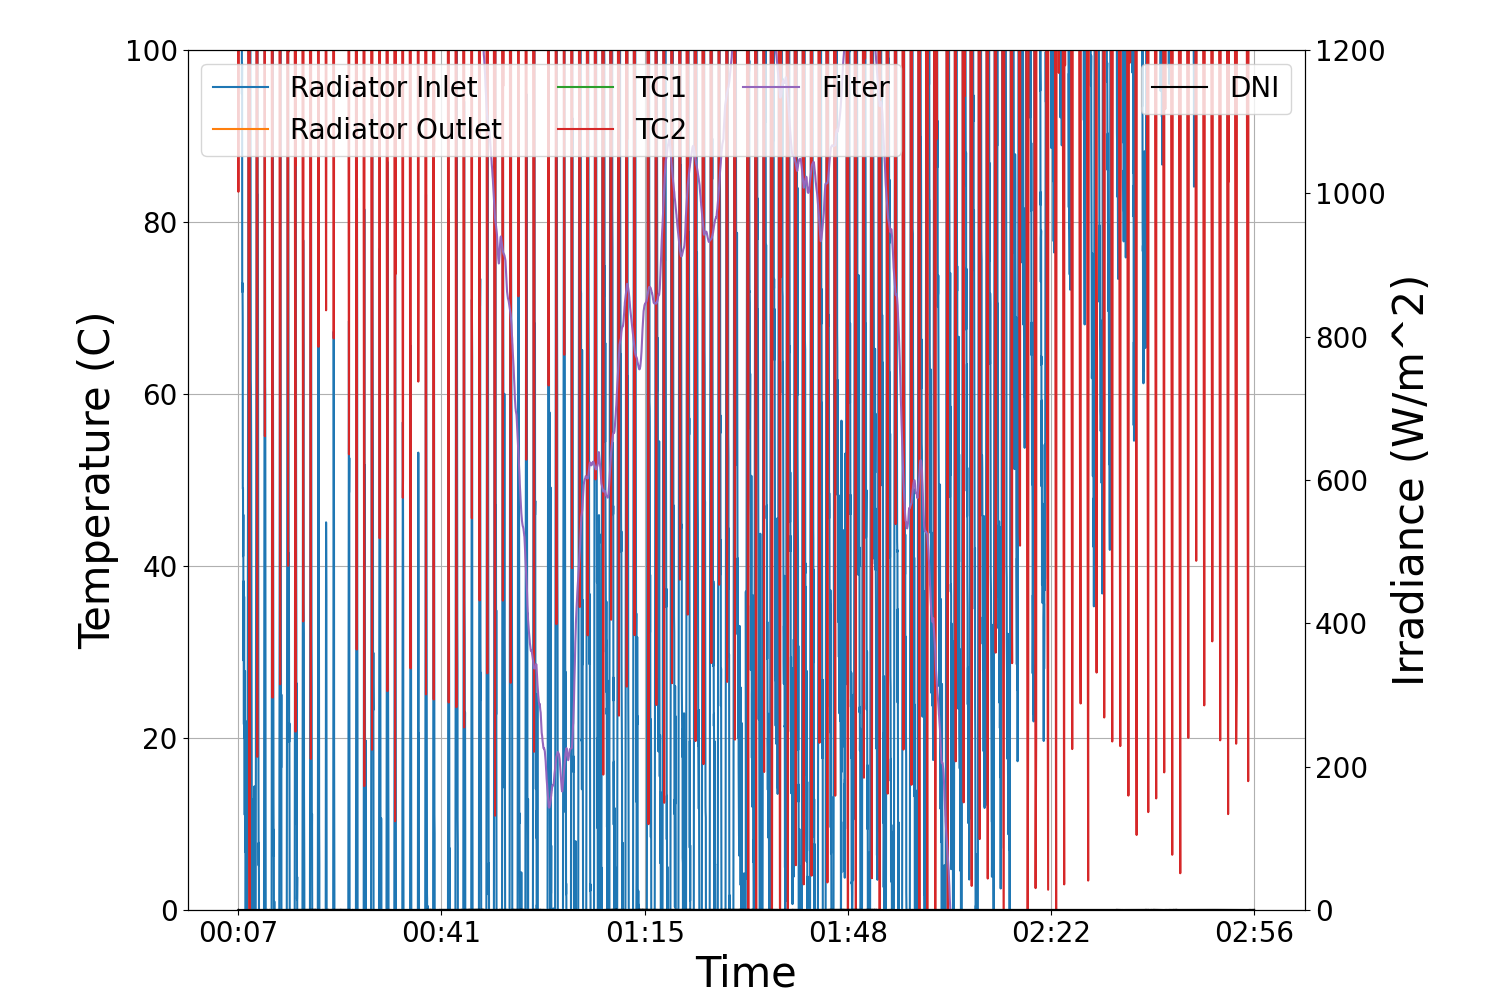 100
80
60
40
20
0
Temperature (C)
Radiator Inlet
Radiator Outlet
TC1
TC2
Filter
DNI
1200
1000
800
600
400
200
0
Irradiance (W/m^2)
00:07
00:41
01:15
01:48
02:22
02:56
Time